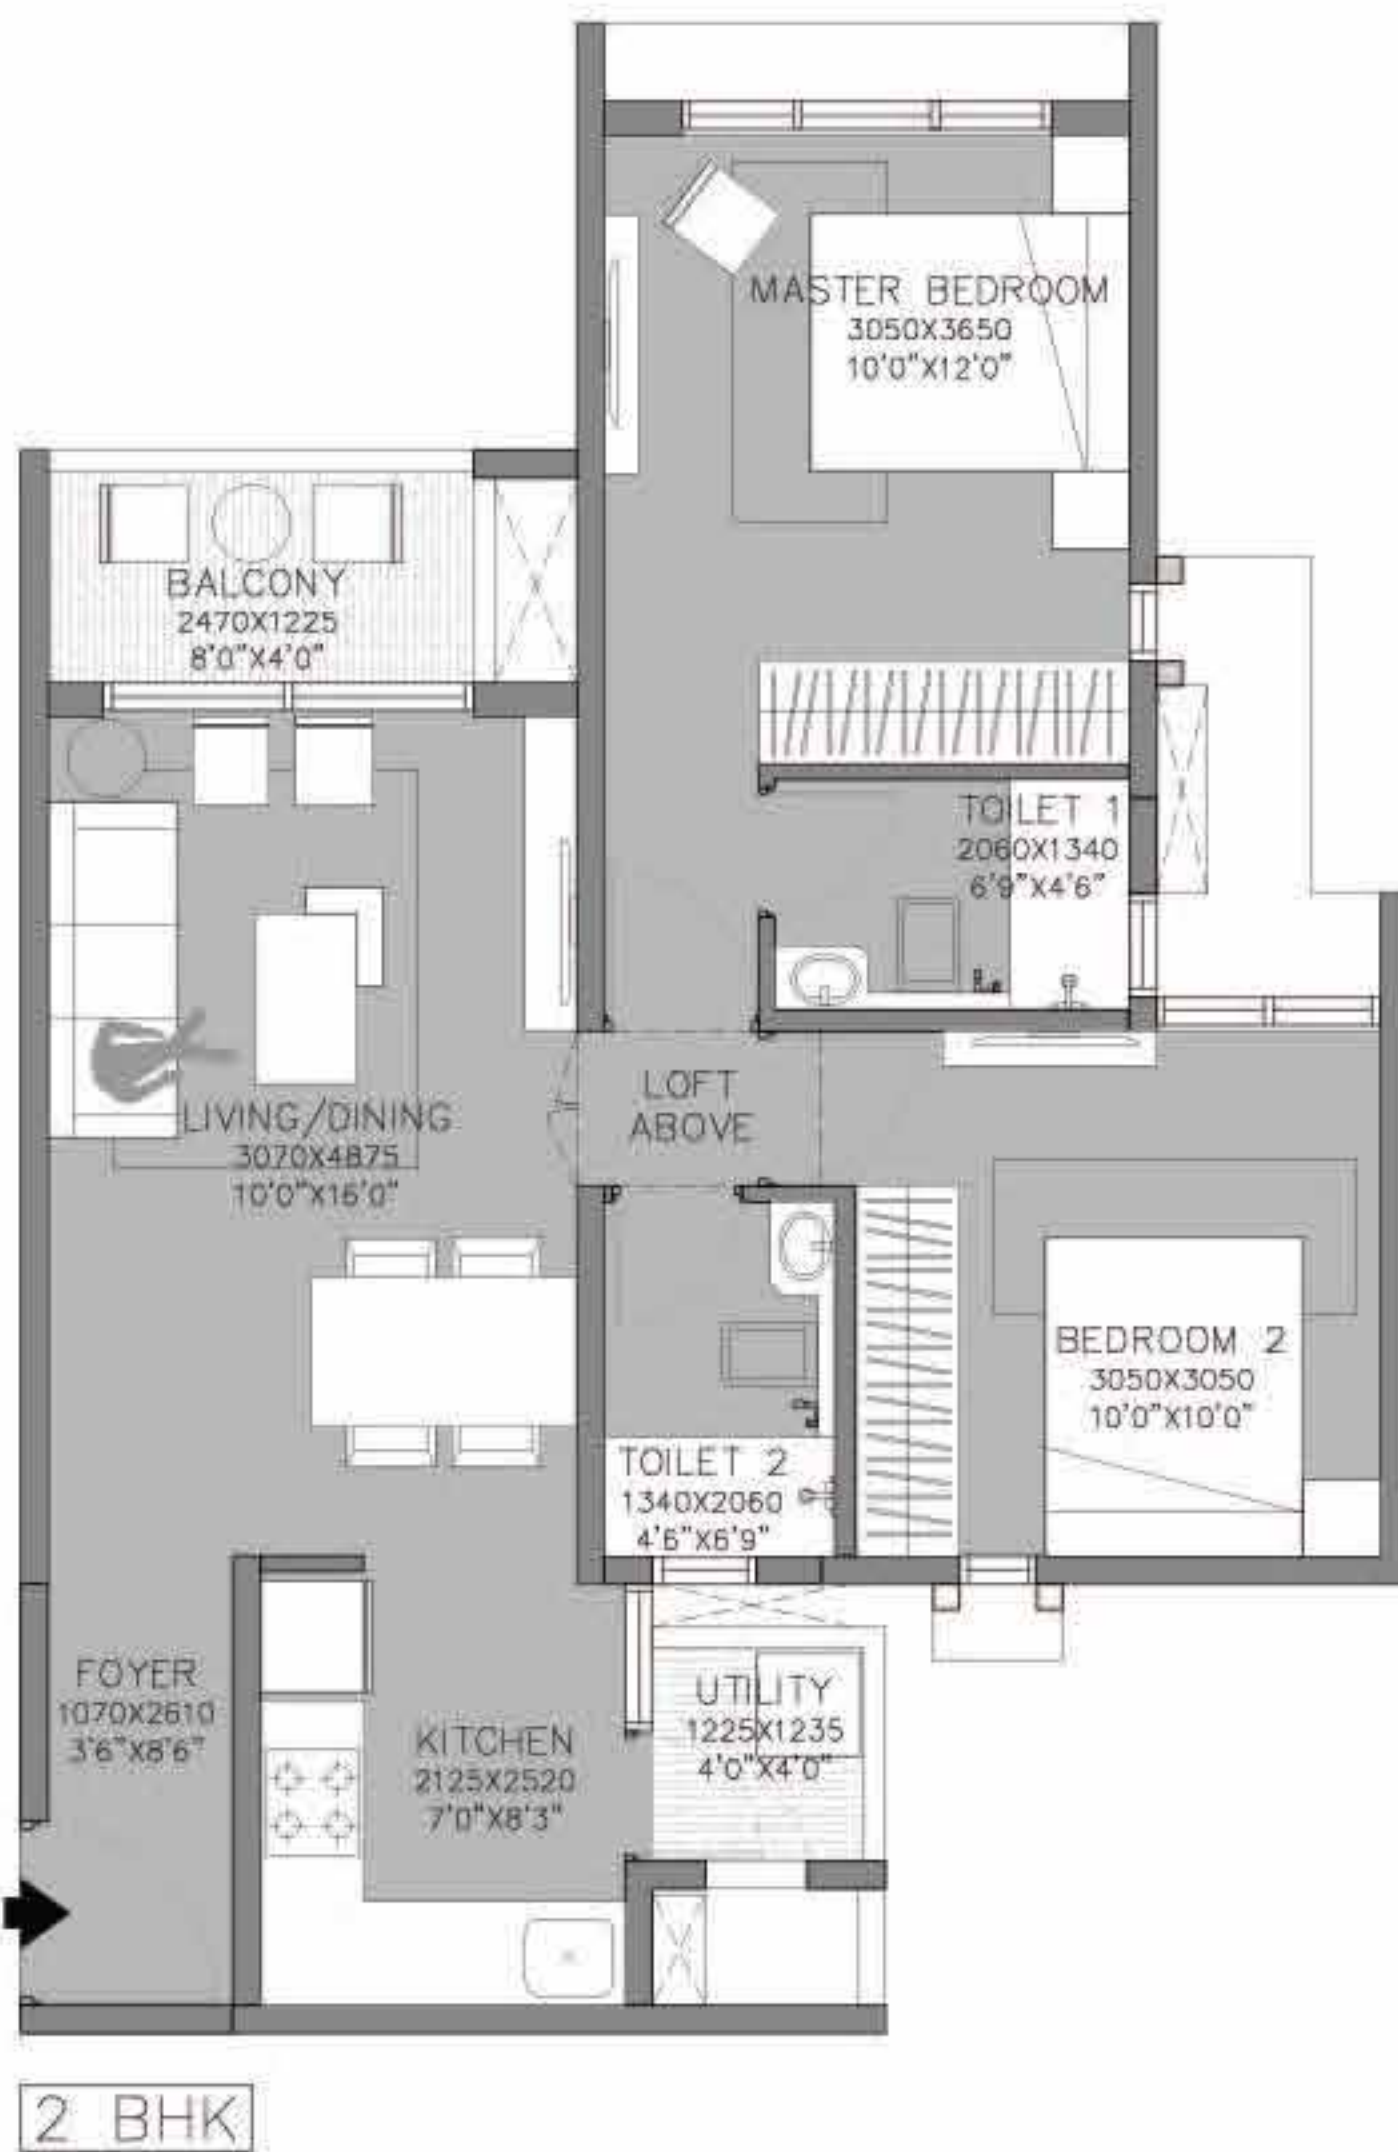 MASTER BEDROOM
3050X3650
10'0"X12'0"
BALCONY
2470X1225
8'0"X4'0"
TOILET 1
2060X1340
6'9"X4'6"
LOFT
ABOVE
LIVING/DINING
3070X4875
10'0"X16'0"
BEDROOM 2
3050X3050
10'0"X10'0"
TOILET 2
1340X2060
4'6"X6'9"
FOYER
1070X2610
3'6"X8'6"
UTILITY
1225X1235
4'0"X4'0"
KITCHEN
2125X2520
7'0"X8'3"
2 BHK